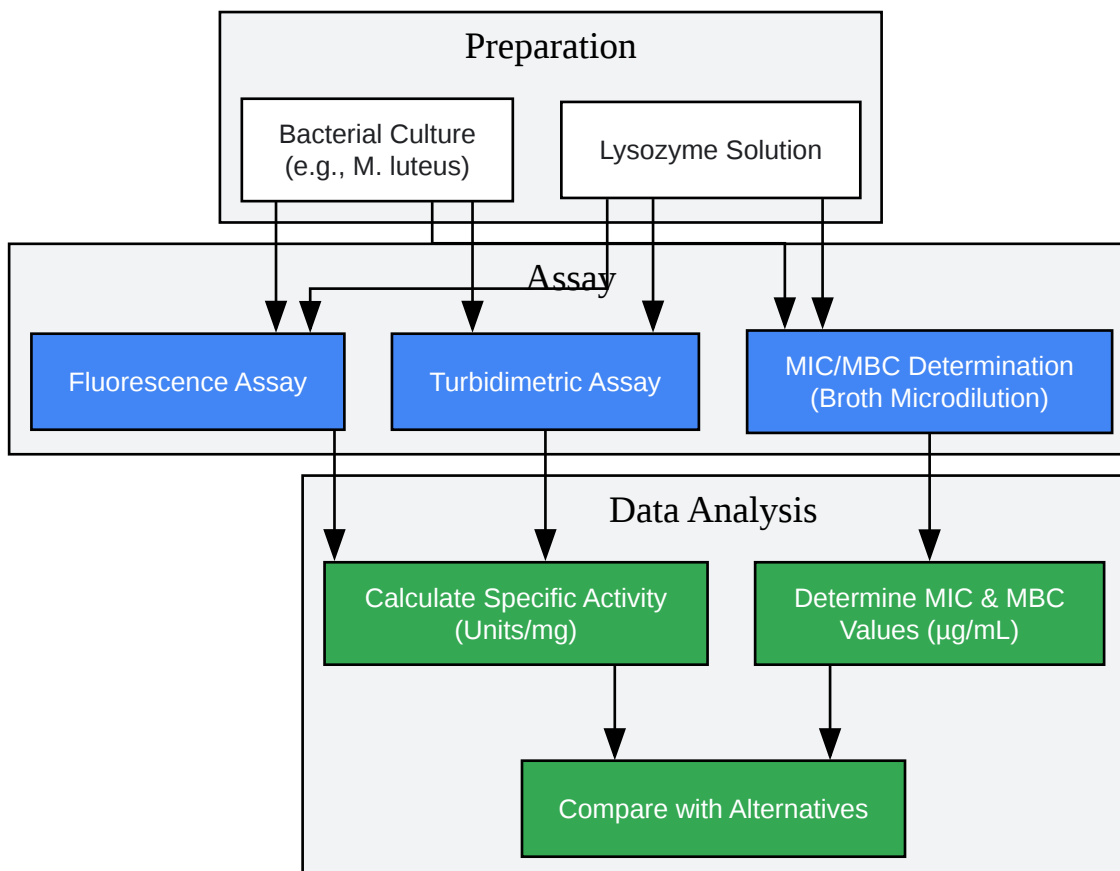 Preparation
Bacterial Culture
(e.g., M. luteus)
Lysozyme Solution
Assay
Fluorescence Assay
Turbidimetric Assay
MIC/MBC Determination
(Broth Microdilution)
Data Analysis
Calculate Specific Activity
(Units/mg)
Determine MIC & MBC
Values (µg/mL)
Compare with Alternatives